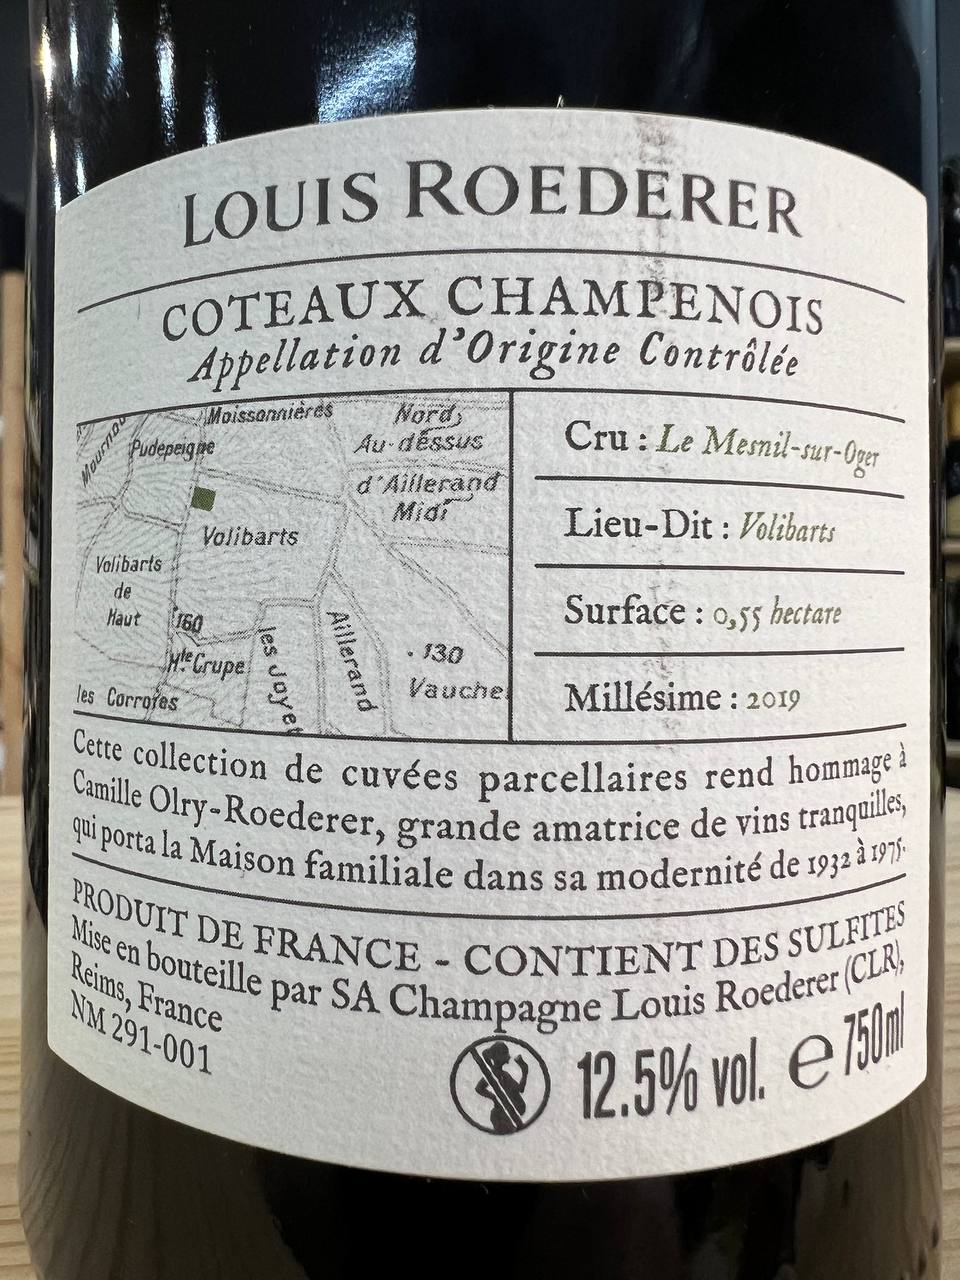 LOUIS ROEDERER
COTEAUX CHAMPENOIS
Appellation d'Origine Contrôlée
Moissonnières
Nord
Pudepeigne
Au-dessus
d'Aillerand
Midi
Volibarts
Volibarts
de
Haut
160
Hte Crupe
les Joyet
Aillerand
130
Vauche
Cru : Le Mesnil-sur-Oger
Lieu-Dit : Volibarts
Surface : 0,55 hectare
Millésime : 2019
Cette collection de cuvées parcellaires rend hommage à
Camille Olry-Roederer, grande amatrice de vins tranquilles,
qui porta la Maison familiale dans sa modernité de 1932 à 1975.
PRODUIT DE FRANCE - CONTIENT DES SULFITES
Mise en bouteille par SA Champagne Louis Roederer (CLR),
Reims, France
NM 291-001
12.5% vol. e 750ml